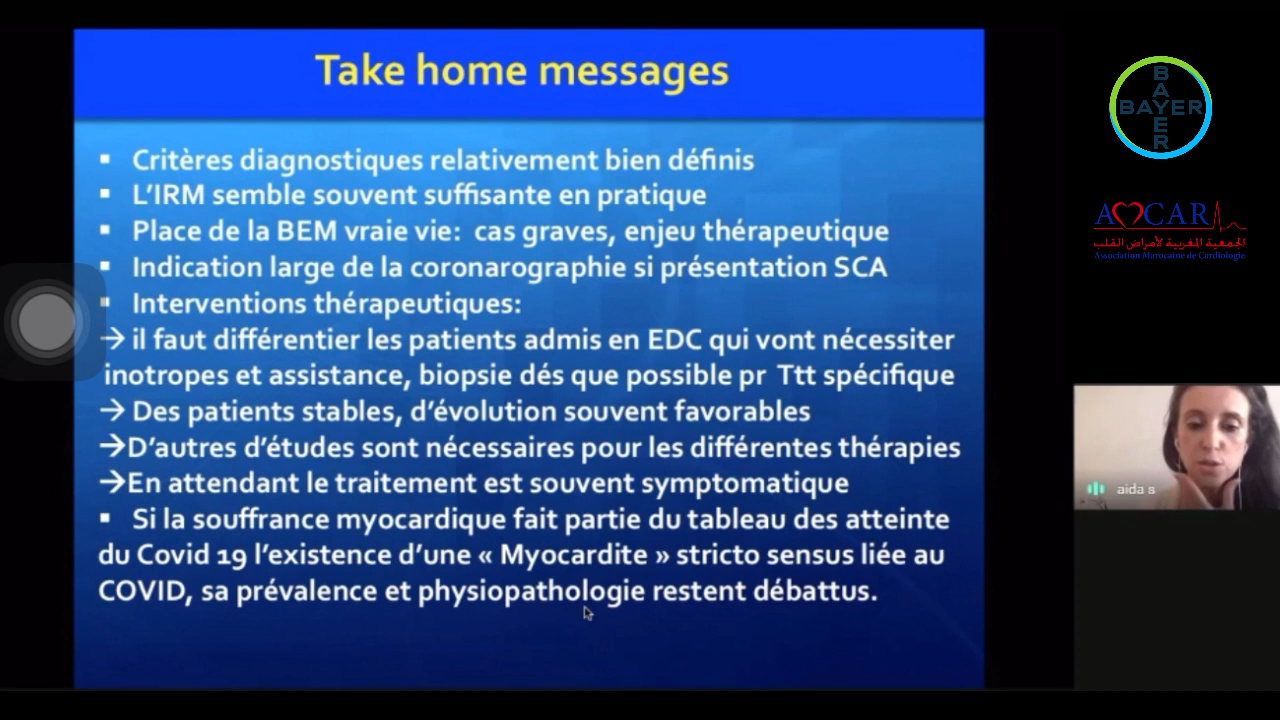 Take home messages
▪ Critères diagnostiques relativement bien définis
▪ L'IRM semble souvent suffisante en pratique
▪ Place de la BEM vraie vie: cas graves, enjeu thérapeutique
▪ Indication large de la coronarographie si présentation SCA
▪ Interventions thérapeutiques:
→ il faut différentier les patients admis en EDC qui vont nécessiter
inotropes et assistance, biopsie dés que possible pr Ttt spécifique
→ Des patients stables, d'évolution souvent favorables
→D'autres d'études sont nécessaires pour les différentes thérapies
→En attendant le traitement est souvent symptomatique
▪ Si la souffrance myocardique fait partie du tableau des atteinte
du Covid 19 l'existence d'une « Myocardite » stricto sensus liée au
COVID, sa prévalence et physiopathologie restent débattus.
BAYER
BAYER
AMCAR
الجمعية المغربية لأمراض القلب
Association Marocaine de Cardiologie
aida s